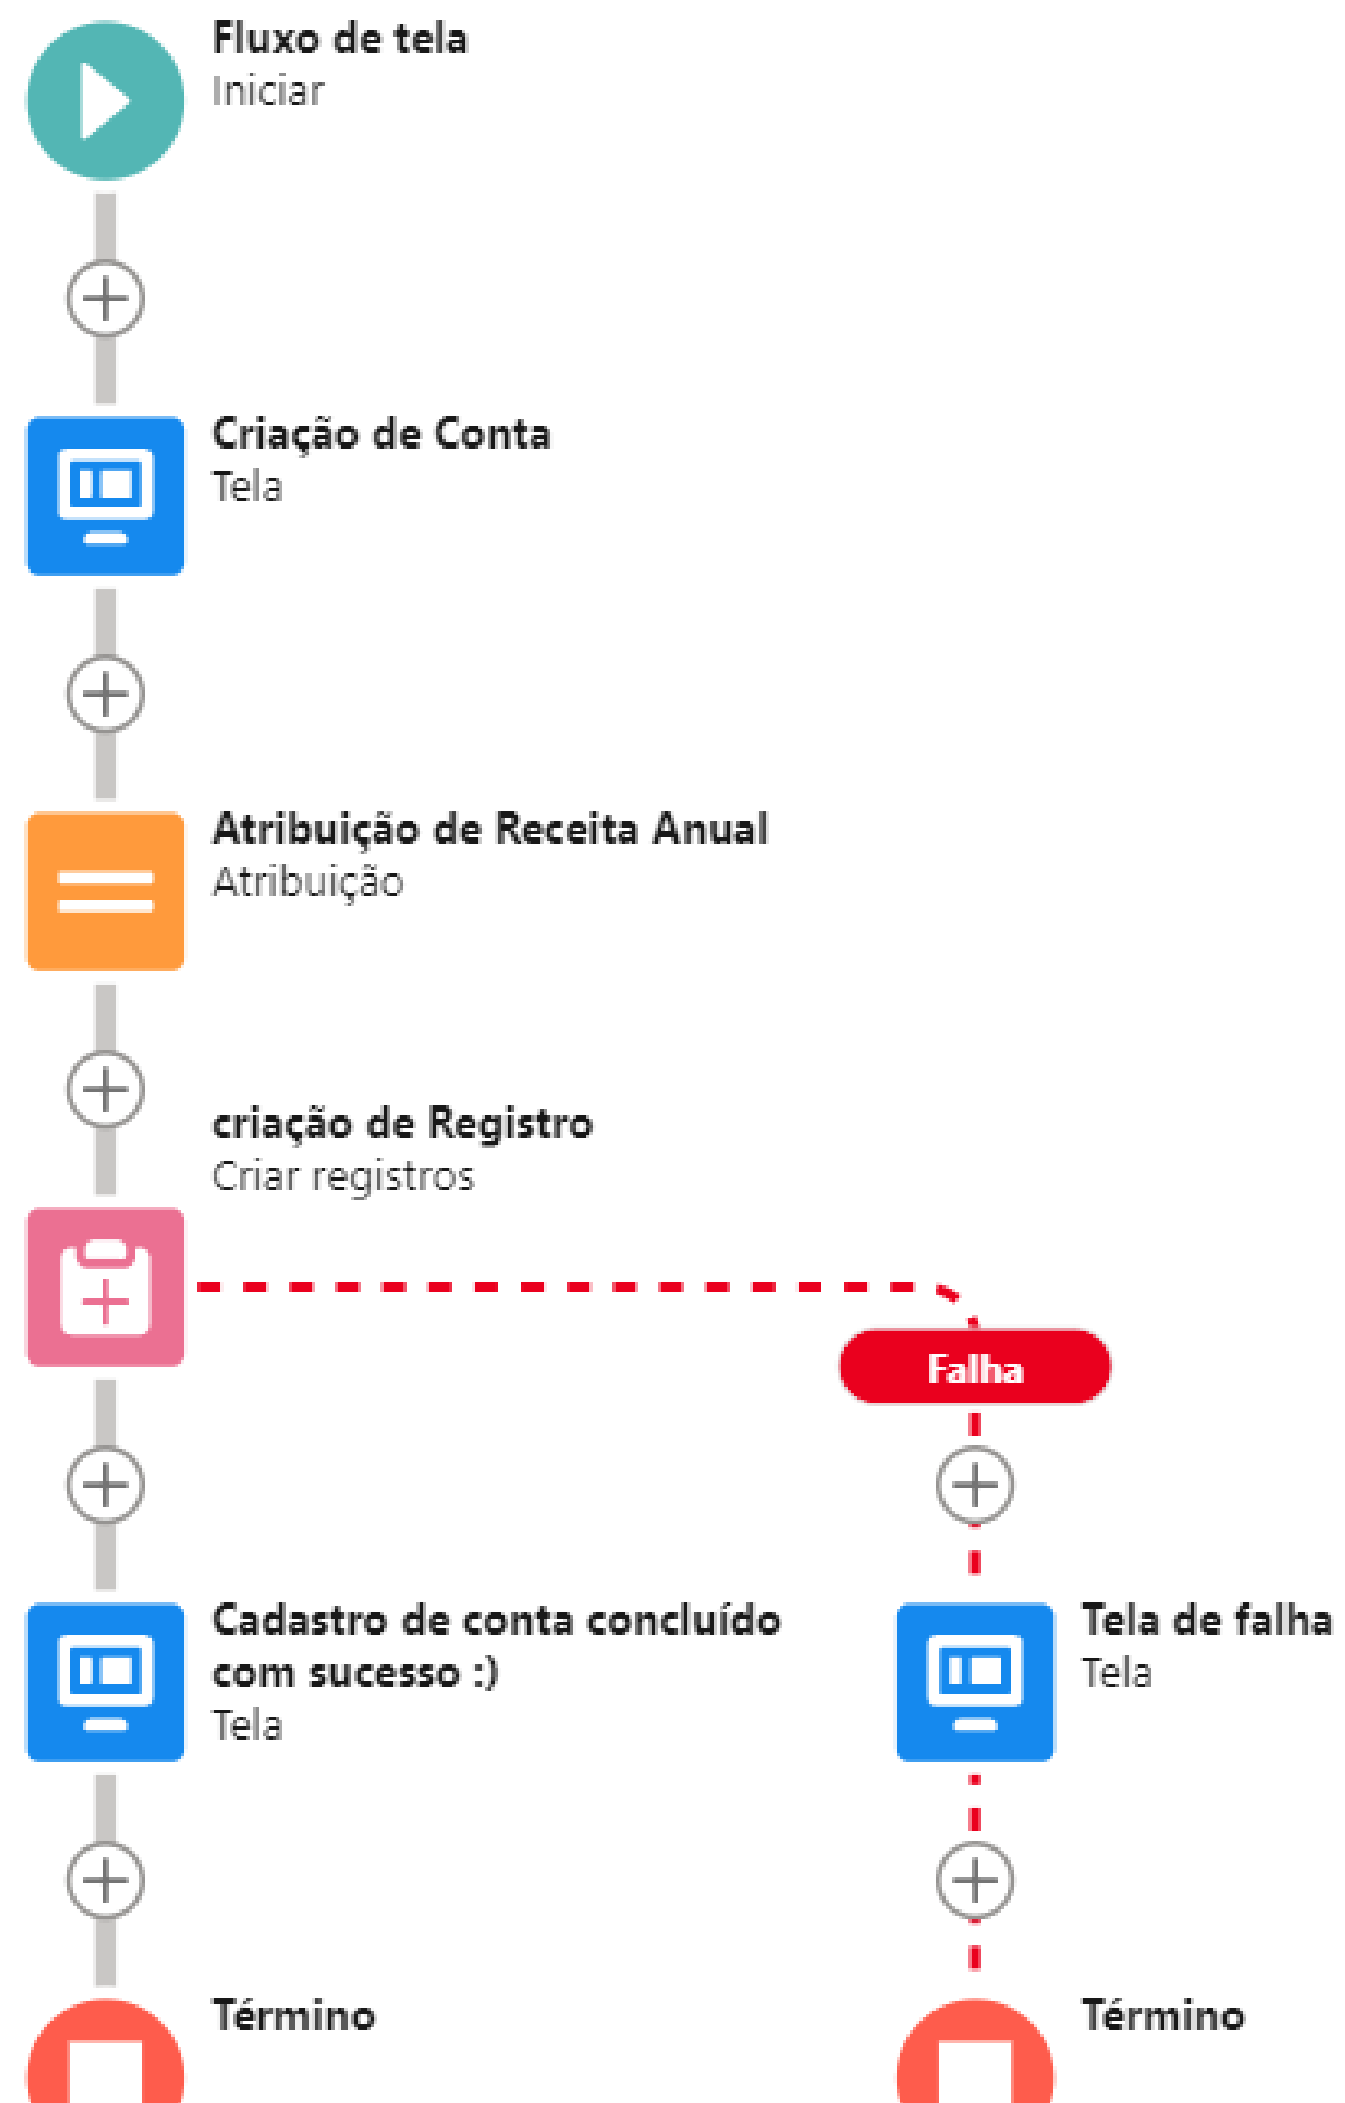 Fluxo de tela
Iniciar
Criação de Conta
Tela
Atribuição de Receita Anual
Atribuição
criação de Registro
Criar registros
Falha
Cadastro de conta concluído
com sucesso :)
Tela
Tela de falha
Tela
Término
Término